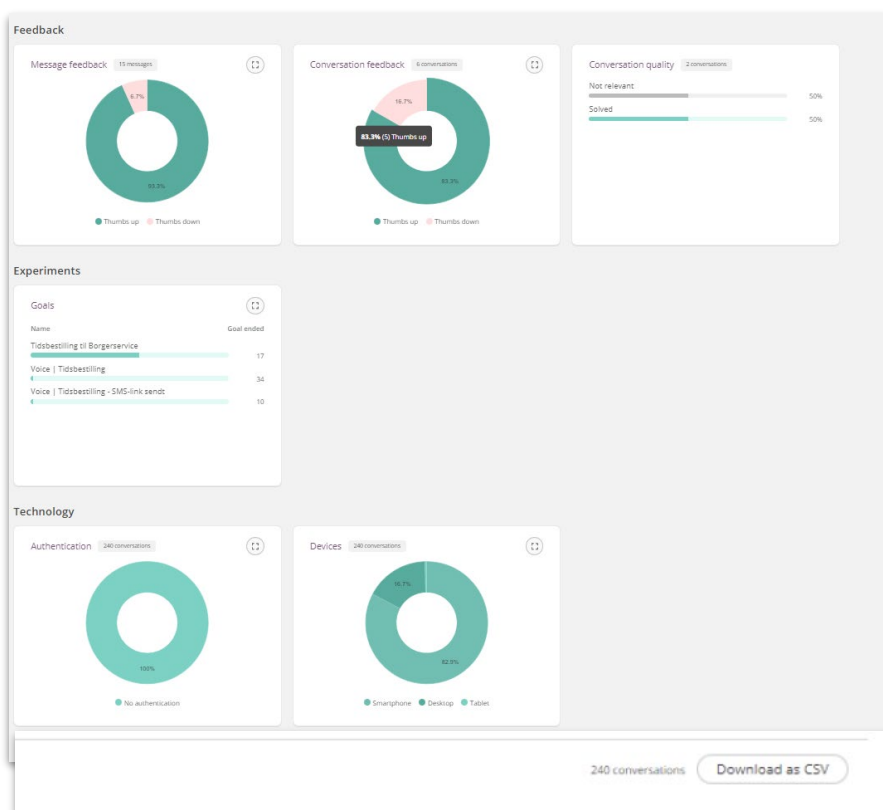 Feedback
Message feedback 15 messages
6.7%
93.3%
Thumbs up Thumbs down
Conversation feedback 6 conversations
16.7%
83.3% (5) Thumbs up
83.3%
Thumbs up Thumbs down
Conversation quality 2 conversations
Not relevant
50%
Solved
50%
Experiments
Goals
Name Goal ended
Tidsbestilling til Borgerservice
17
Voice | Tidsbestilling
34
Voice | Tidsbestilling - SMS-link sendt
10
Technology
Authentication 240 conversations
100%
No authentication
Devices 240 conversations
16.7%
82.9%
Smartphone Desktop Tablet
240 conversations Download as CSV